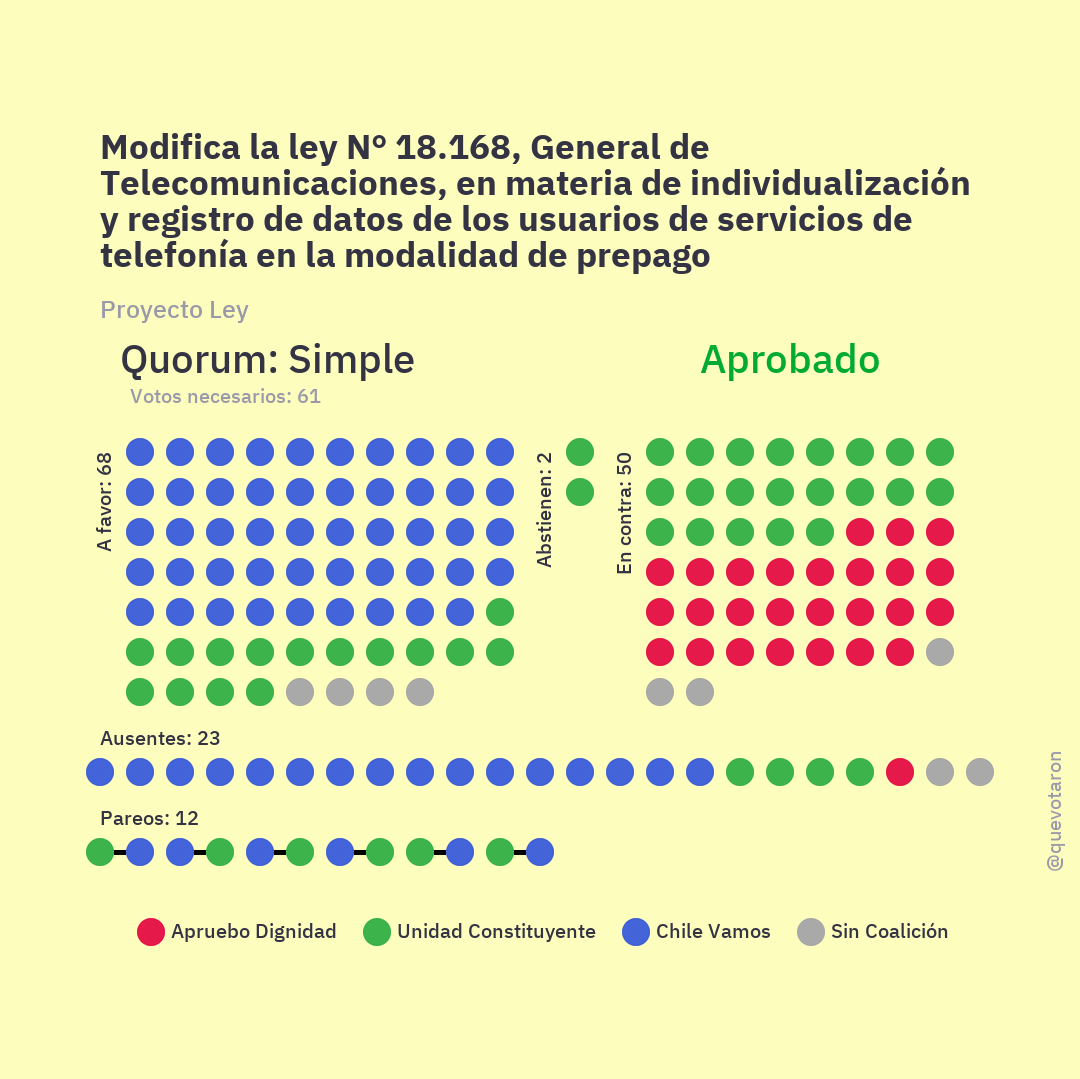 Modifica la ley N° 18.168, General de
Telecomunicaciones, en materia de individualización
y registro de datos de los usuarios de servicios de
telefonía en la modalidad de prepago
Proyecto Ley
Quorum: Simple
Aprobado
Votos necesarios: 61
A favor: 68
Abstienen: 2
En contra: 50
Ausentes: 23
Pareos: 12
@quevotaron
Apruebo Dignidad
Unidad Constituyente
Chile Vamos
Sin Coalición